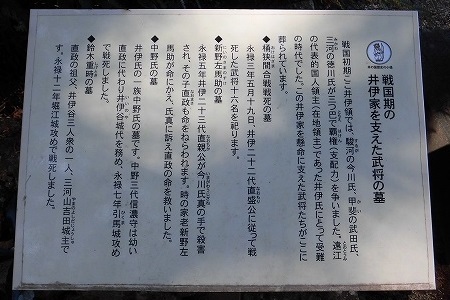 戦国期の
井伊家を支えた武将の墓
戦国初期ここ井伊領では、駿河の今川氏、甲斐の武田氏、
三河の徳川氏が三つ巴で覇権(支配力)を争いました。遠江
の代表的国人領主(在地領主)であった井伊氏にとって受難
の時代でした。この井伊家を懸命に支えた武将たちがここに
葬られています。
◆桶狭間合戦戦死の墓
永禄三年五月十九日、井伊二十二代直盛公に従って戦
死した武将十六名を祀ります。
◆新野左馬助の墓
永禄五年井伊二十三代直親公が今川氏真の手で殺害
され、その子直政も命をねらわれます。時の家老新野左
馬助が命にかえ、氏真に訴え直政の命を救いました。
◆中野氏の墓
井伊氏の一族中野氏の墓です。中野三代信濃守は幼い
直政に代わり井伊谷城代を務め、永禄七年引馬城攻め
で戦死しました。
◆鈴木重時の墓
直政の祖父、井伊谷三人衆の一人、三河山吉田城主で
す。永禄十二年堀江城攻めで戦死しました。